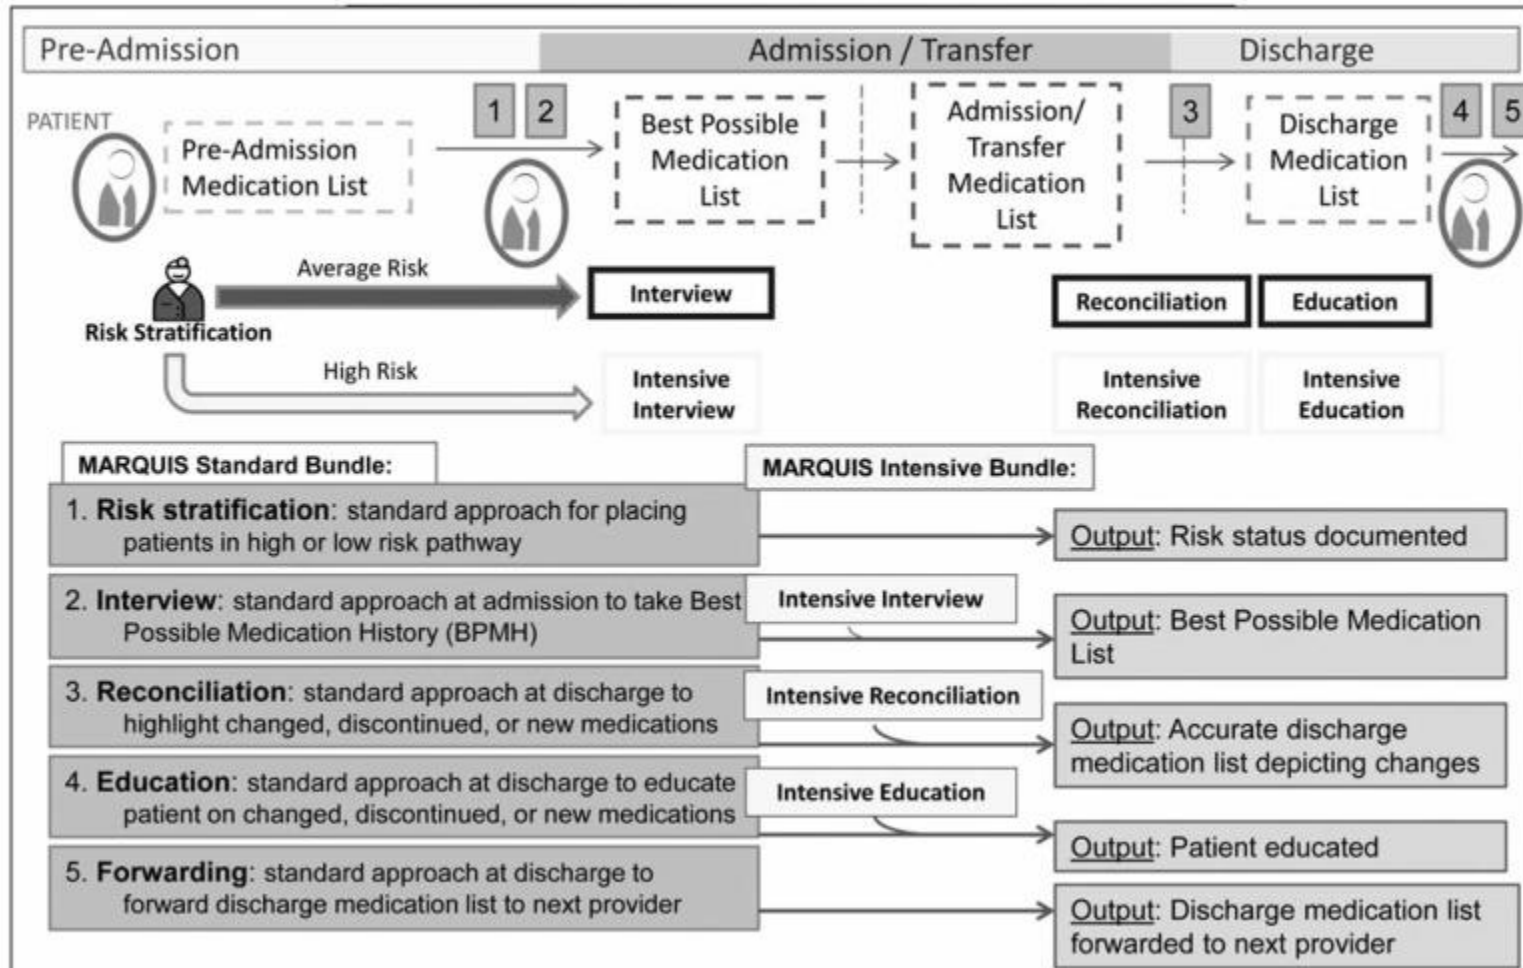 Pre-Admission
Admission / Transfer
Discharge
PATIENT
Pre-Admission
Medication List
1
2
Best Possible
Medication
List
Admission/
Transfer
Medication
List
3
Discharge
Medication
List
4
5
Average Risk
Risk Stratification
High Risk
Interview
Reconciliation
Education
Intensive
Interview
Intensive
Reconciliation
Intensive
Education
MARQUIS Standard Bundle:
MARQUIS Intensive Bundle:
1. Risk stratification: standard approach for placing
patients in high or low risk pathway
Output: Risk status documented
2. Interview: standard approach at admission to take Best
Possible Medication History (BPMH)
Intensive Interview
Output: Best Possible Medication
List
3. Reconciliation: standard approach at discharge to
highlight changed, discontinued, or new medications
Intensive Reconciliation
Output: Accurate discharge
medication list depicting changes
4. Education: standard approach at discharge to educate
patient on changed, discontinued, or new medications
Intensive Education
Output: Patient educated
5. Forwarding: standard approach at discharge to
forward discharge medication list to next provider
Output: Discharge medication list
forwarded to next provider